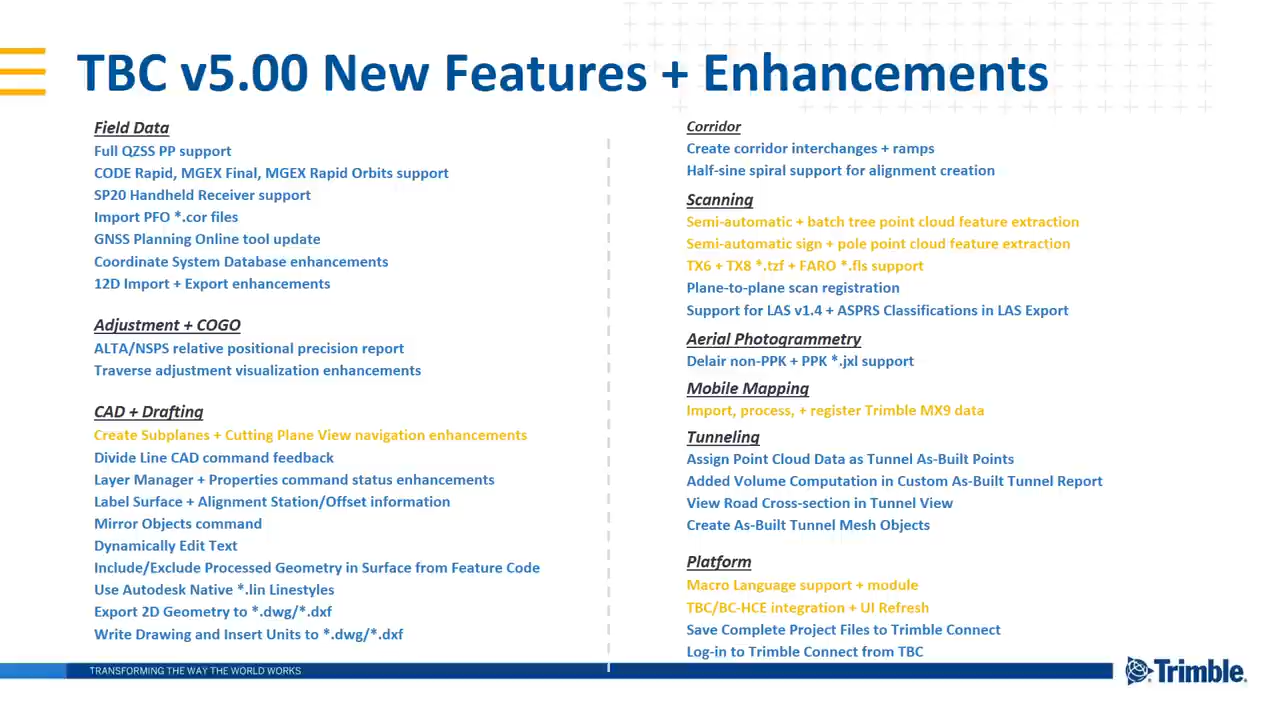 TBC v5.00 New Features + Enhancements
Field Data
Full QZSS PP support
CODE Rapid, MGEX Final, MGEX Rapid Orbits support
SP20 Handheld Receiver support
Import PFO *.cor files
GNSS Planning Online tool update
Coordinate System Database enhancements
12D Import + Export enhancements
Adjustment + COGO
ALTA/NSPS relative positional precision report
Traverse adjustment visualization enhancements
CAD + Drafting
Create Subplanes + Cutting Plane View navigation enhancements
Divide Line CAD command feedback
Layer Manager + Properties command status enhancements
Label Surface + Alignment Station/Offset information
Mirror Objects command
Dynamically Edit Text
Include/Exclude Processed Geometry in Surface from Feature Code
Use Autodesk Native *.lin Linestyles
Export 2D Geometry to *.dwg/*.dxf
Write Drawing and Insert Units to *.dwg/*.dxf
Corridor
Create corridor interchanges + ramps
Half-sine spiral support for alignment creation
Scanning
Semi-automatic + batch tree point cloud feature extraction
Semi-automatic sign + pole point cloud feature extraction
TX6 + TX8 *.tzf + FARO *.fls support
Plane-to-plane scan registration
Support for LAS v1.4 + ASPRS Classifications in LAS Export
Aerial Photogrammetry
Delair non-PPK + PPK *.jxl support
Mobile Mapping
Import, process, + register Trimble MX9 data
Tunneling
Assign Point Cloud Data as Tunnel As-Built Points
Added Volume Computation in Custom As-Built Tunnel Report
View Road Cross-section in Tunnel View
Create As-Built Tunnel Mesh Objects
Platform
Macro Language support + module
TBC/BC-HCE integration + UI Refresh
Save Complete Project Files to Trimble Connect
Log-in to Trimble Connect from TBC
TRANSFORMING THE WAY THE WORLD WORKS
Trimble